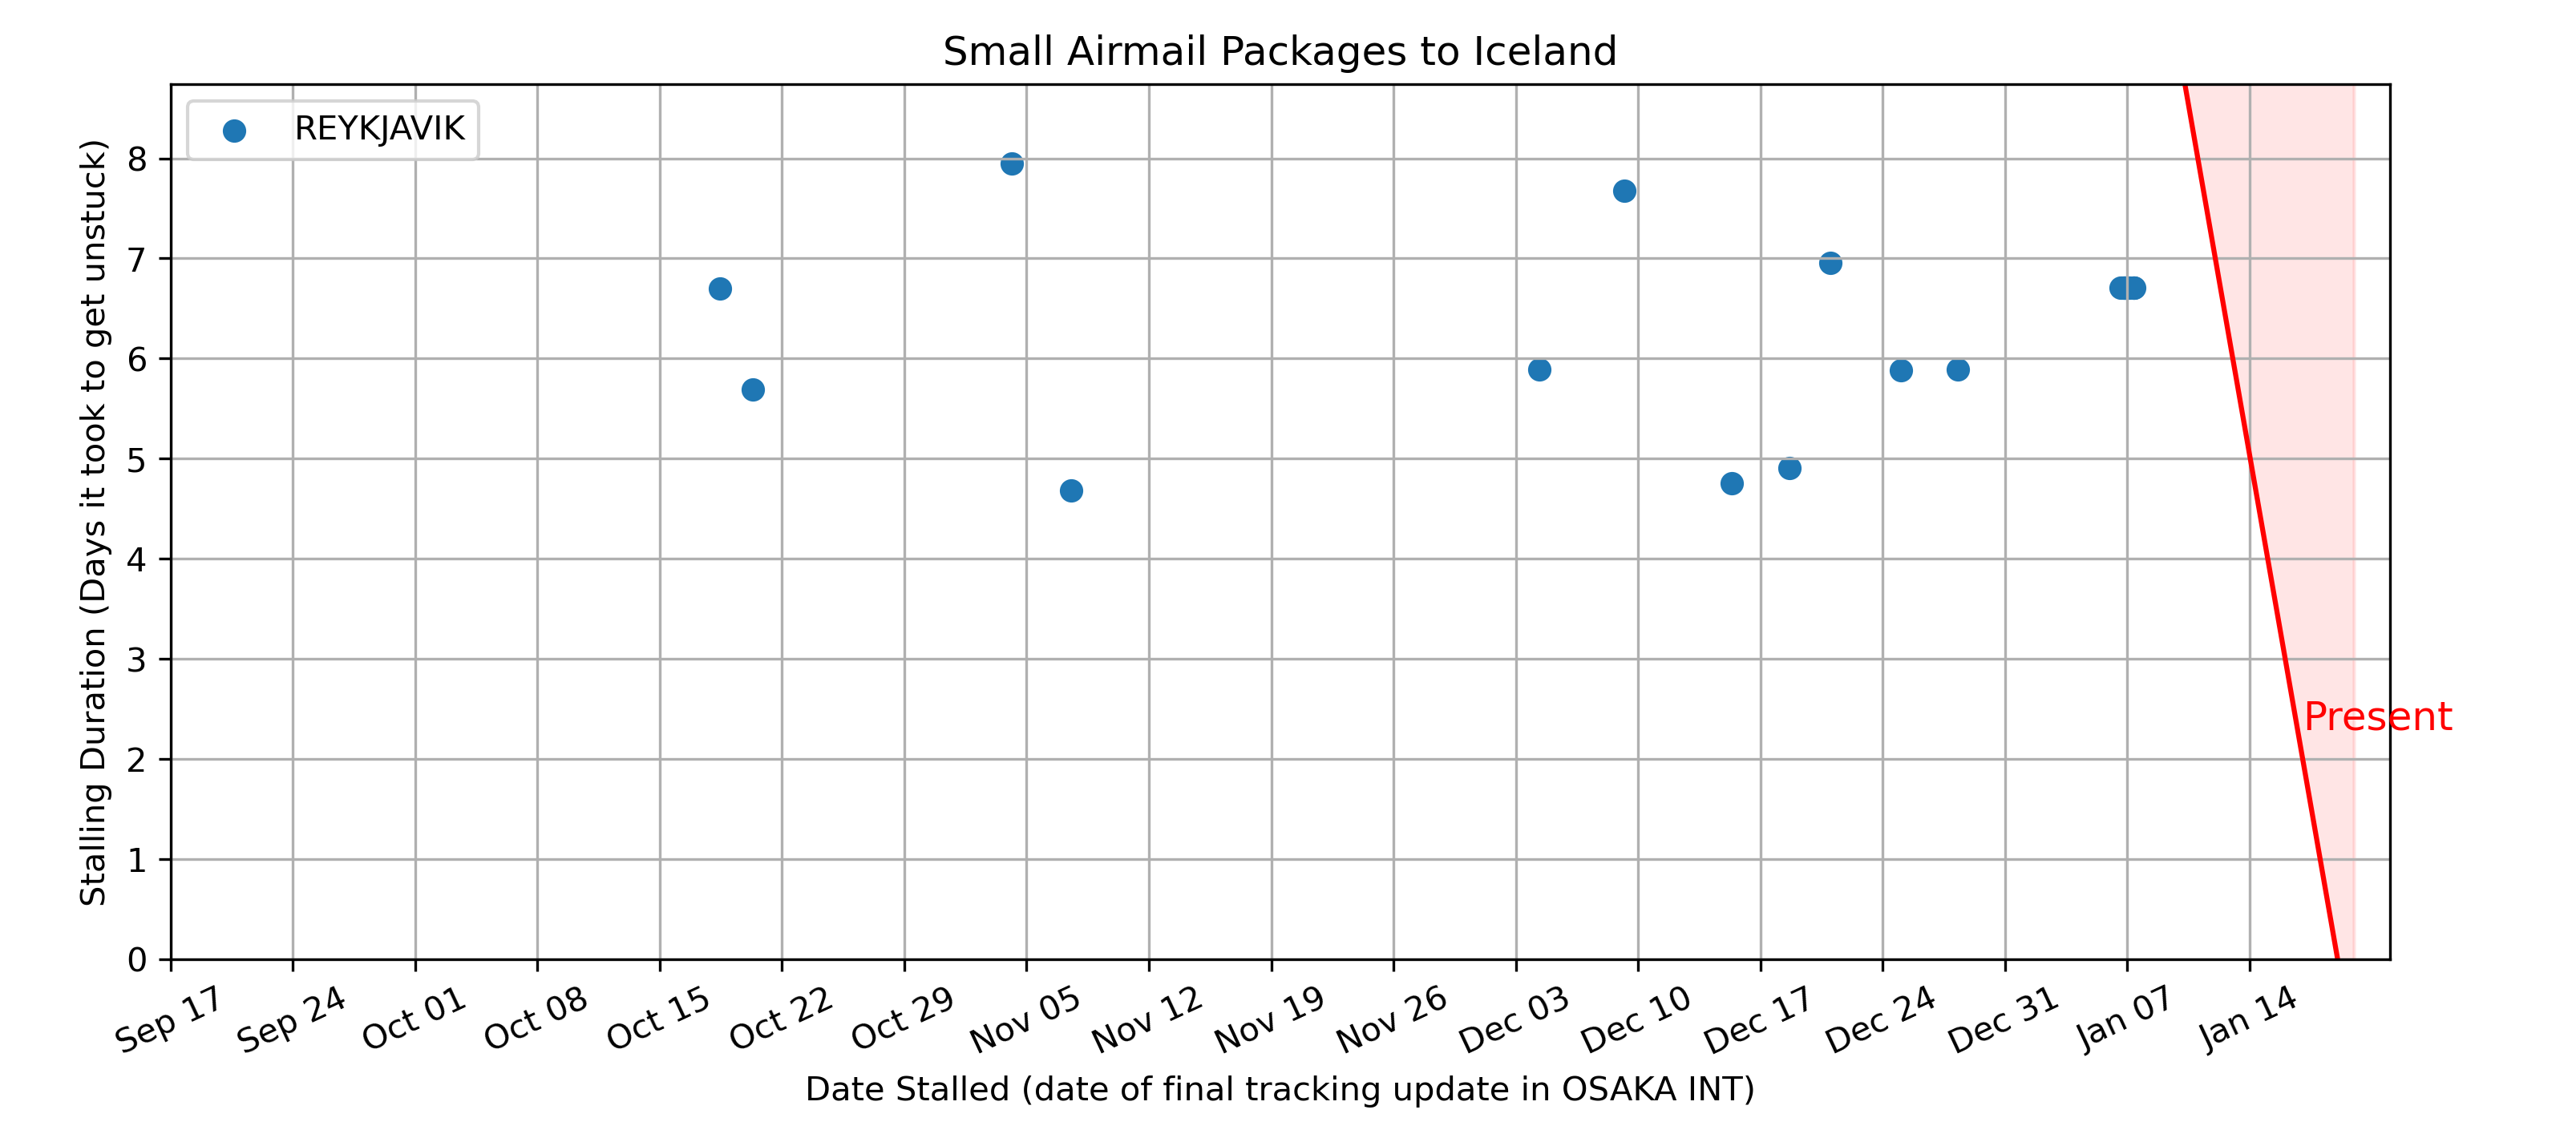 Small Airmail Packages to Iceland
REYKJAVIK
Stalling Duration (Days it took to get unstuck)
8
7
6
5
4
3
2
1
0
Present
Sep 17 Sep 24 Oct 01 Oct 08 Oct 15 Oct 22 Oct 29 Nov 05 Nov 12 Nov 19 Nov 26 Dec 03 Dec 10 Dec 17 Dec 24 Dec 31 Jan 07 Jan 14
Date Stalled (date of final tracking update in OSAKA INT)